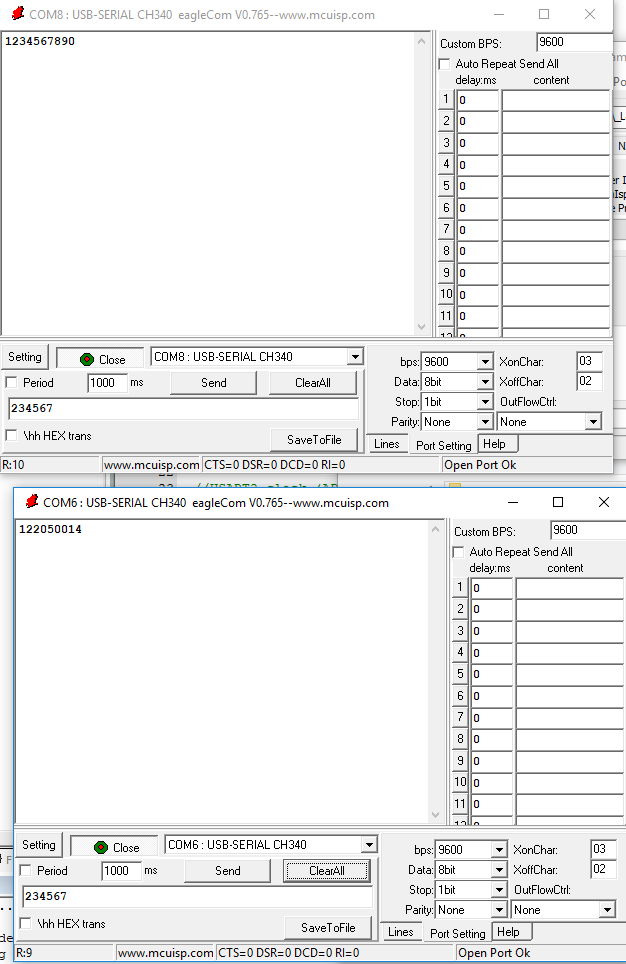 COM8 : USB-SERIAL CH340  eagleCom V0.765--www.mcuisp.com
1234567890
Custom BPS: 9600
Auto Repeat Send All
delay:ms content
1 0
2 0
3 0
4 0
5 0
6 0
7 0
8 0
9 0
10 0
11 0
Setting Close COM8 : USB-SERIAL CH340
Period 1000 ms Send ClearAll
234567
\hh HEX trans SaveToFile
bps: 9600 XonChar: 03
Data: 8bit XoffChar: 02
Stop: 1bit OutFlowCtrl:
Parity: None None
Lines Port Setting Help
R:10 www.mcuisp.com CTS=0 DSR=0 DCD=0 RI=0 Open Port Ok
COM6 : USB-SERIAL CH340  eagleCom V0.765--www.mcuisp.com
122050014
Custom BPS: 9600
Auto Repeat Send All
delay:ms content
1 0
2 0
3 0
4 0
5 0
6 0
7 0
8 0
9 0
10 0
11 0
Setting Close COM6 : USB-SERIAL CH340
Period 1000 ms Send ClearAll
234567
\hh HEX trans SaveToFile
bps: 9600 XonChar: 03
Data: 8bit XoffChar: 02
Stop: 1bit OutFlowCtrl:
Parity: None None
Lines Port Setting Help
R:9 www.mcuisp.com CTS=0 DSR=0 DCD=0 RI=0 Open Port Ok